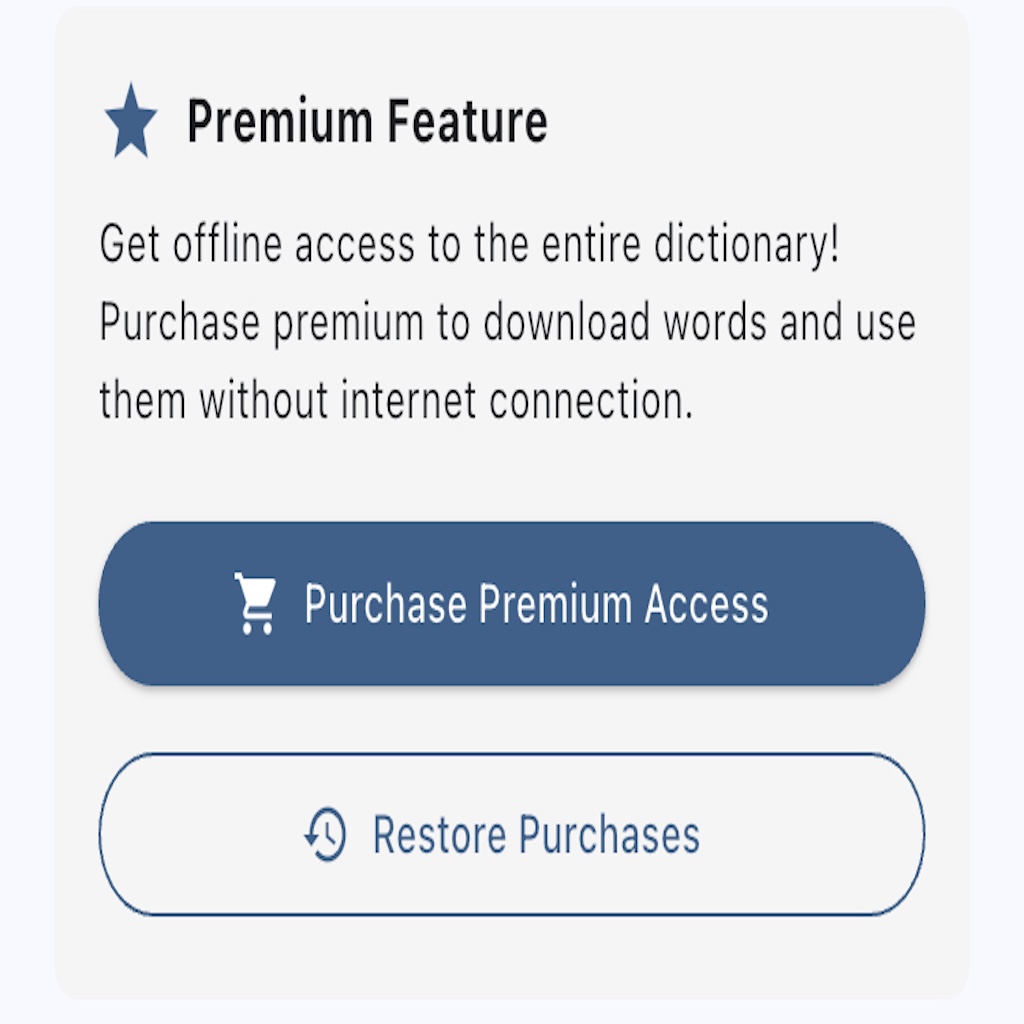 Premium Feature
Get offline access to the entire dictionary!
Purchase premium to download words and use
them without internet connection.
Purchase Premium Access
Restore Purchases